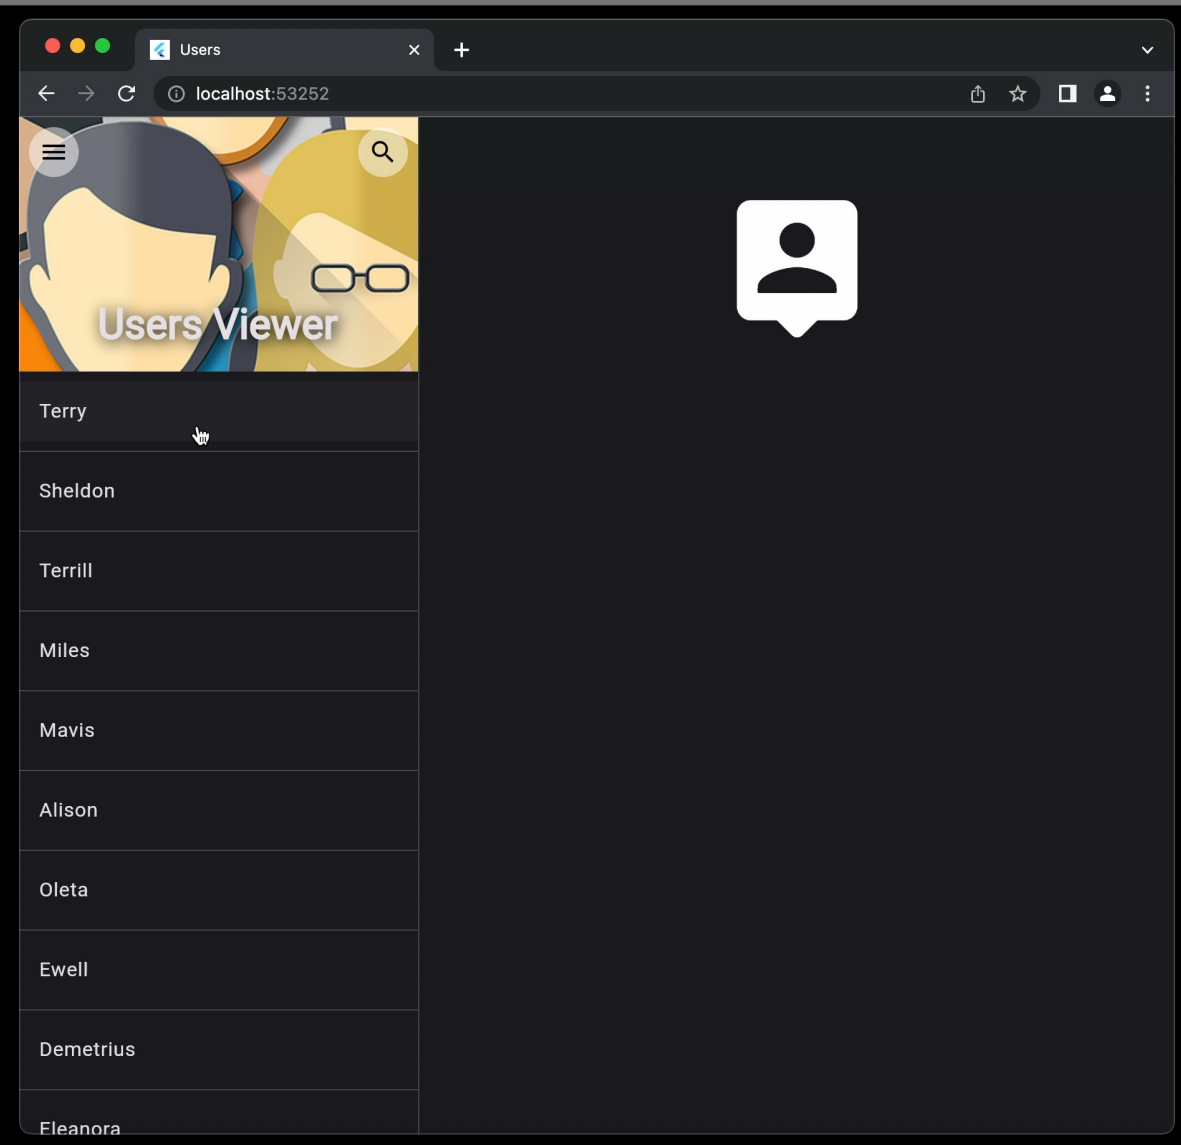 Users
localhost:53252
Users Viewer
Terry
Sheldon
Terrill
Miles
Mavis
Alison
Oleta
Ewell
Demetrius
Eleanora